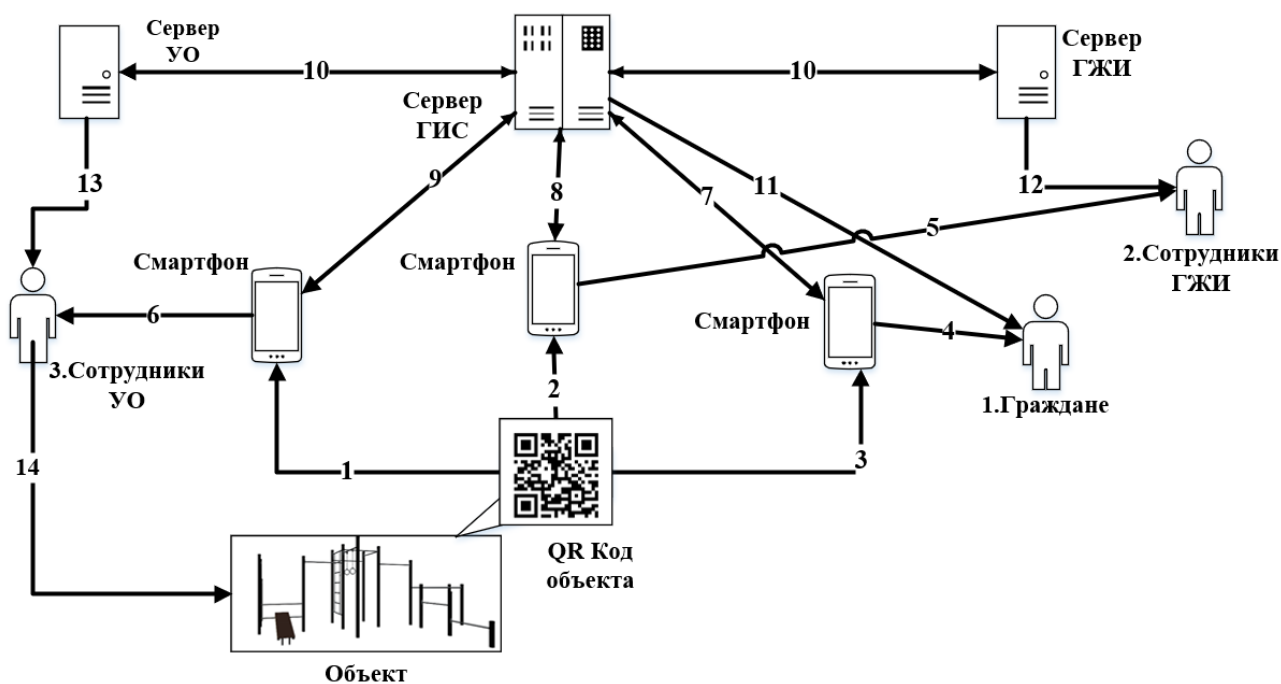 Сервер
УО
10
Сервер
ГИС
10
Сервер
ГЖИ
13
9
8
7
11
12
5
2.Сотрудники
ГЖИ
Смартфон
Смартфон
Смартфон
6
4
3.Сотрудники
УО
1.Граждане
2
14
1
3
QR Код
объекта
Объект